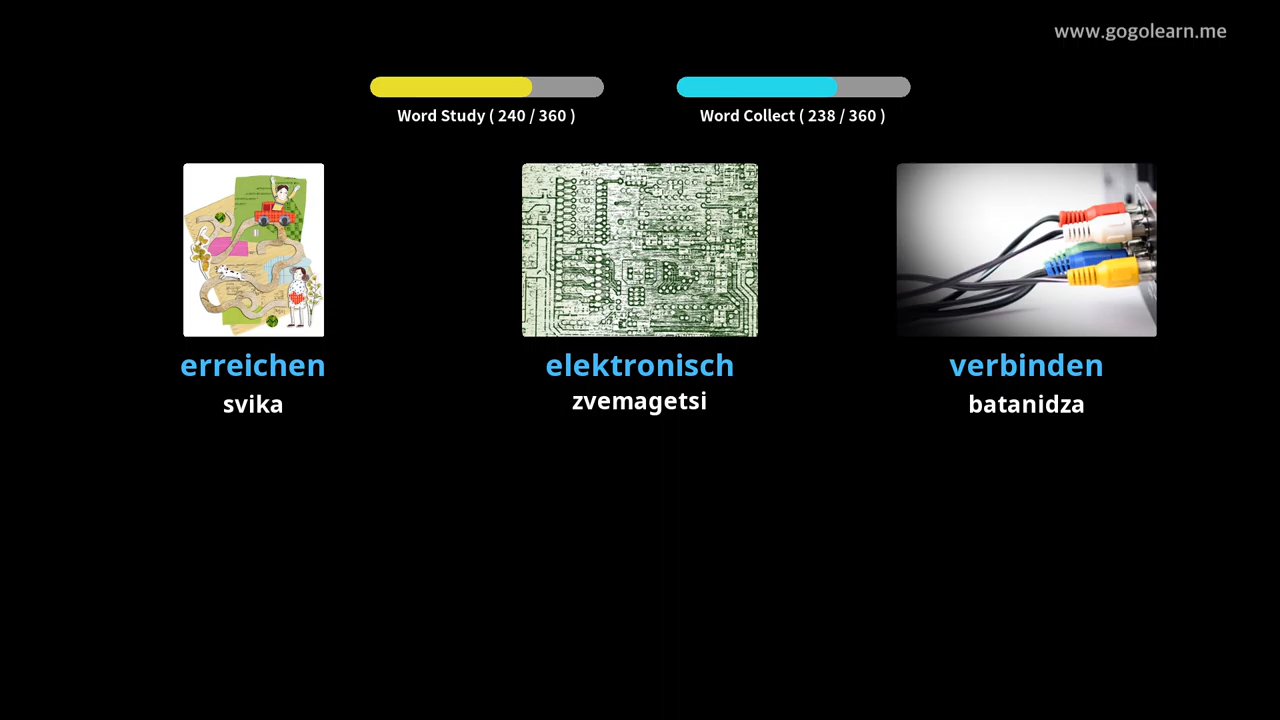 www.gogolearn.me
Word Study ( 240 / 360 )
Word Collect ( 238 / 360 )
erreichen
svika
elektronisch
zvemagetsi
verbinden
batanidza